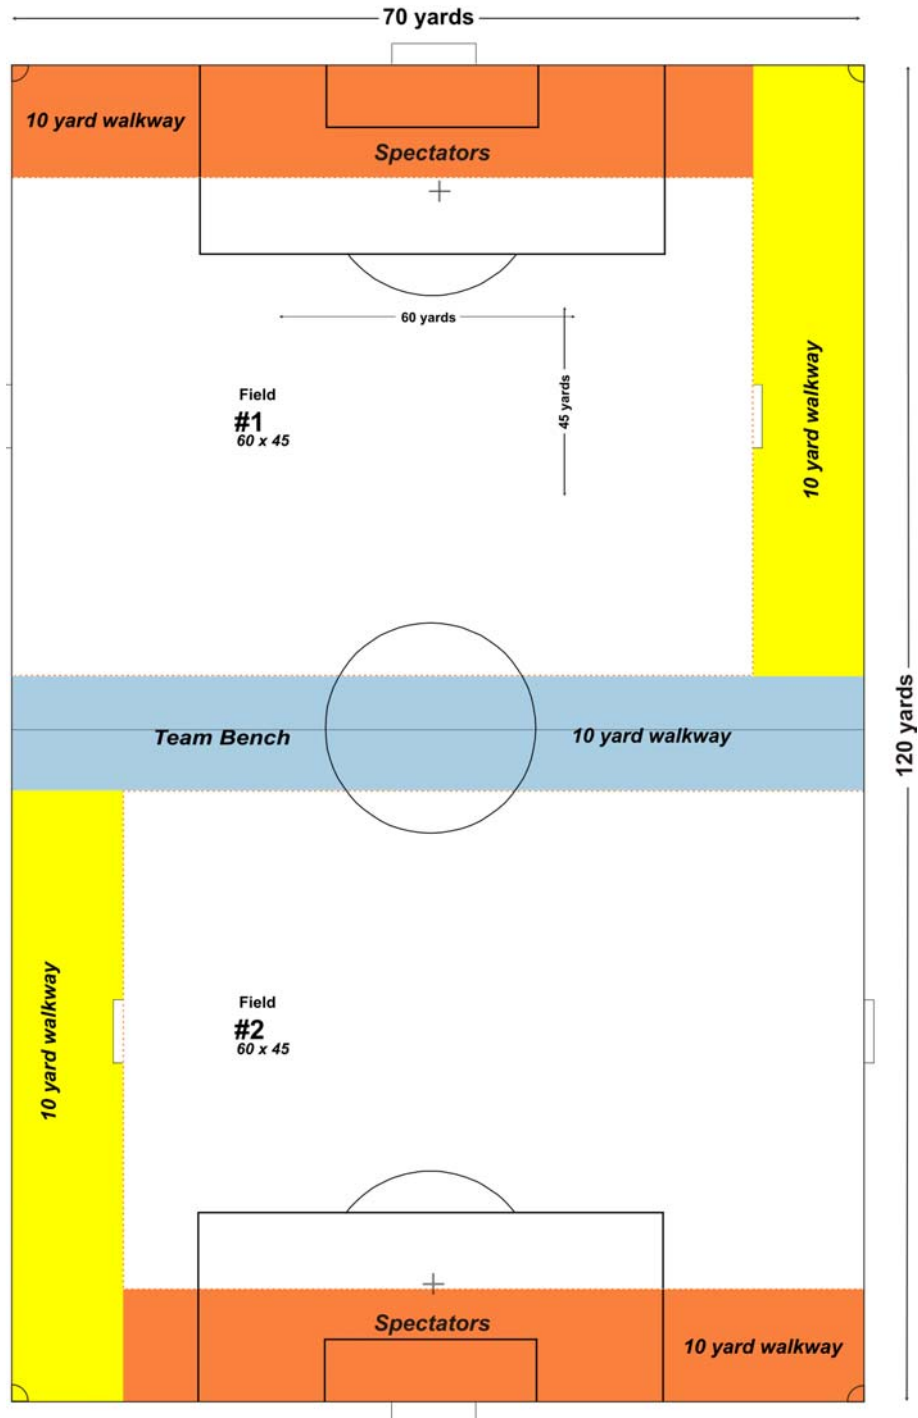 70 yards
10 yard walkway
Spectators
60 yards
45 yards
10 yard walkway
Field
#1
60 x 45
120 yards
Team Bench
10 yard walkway
10 yard walkway
Field
#2
60 x 45
Spectators
10 yard walkway